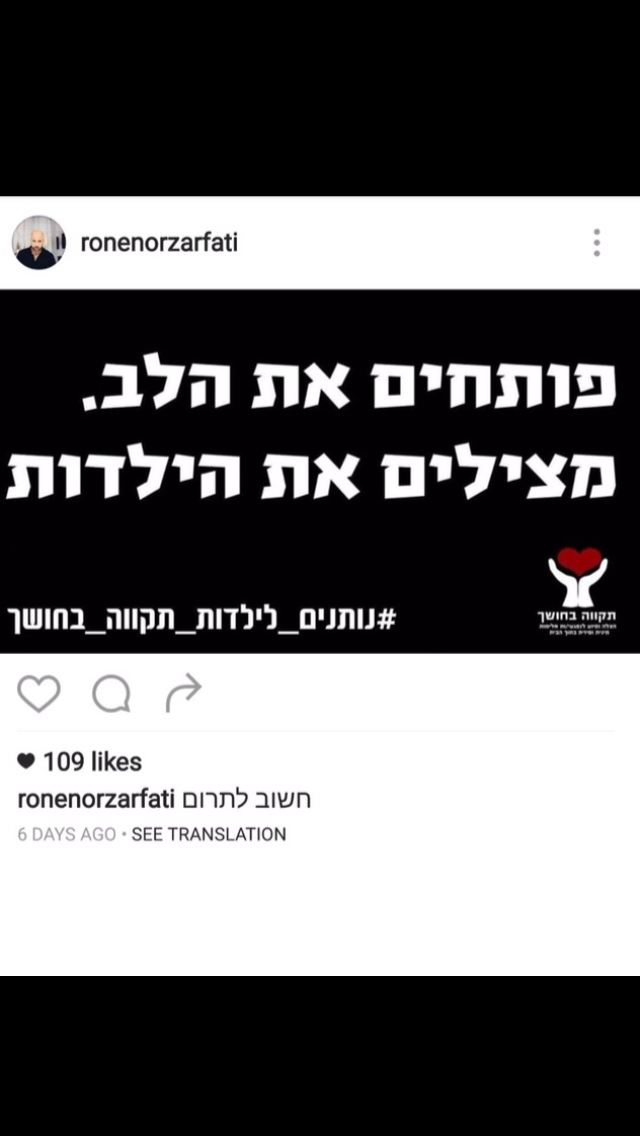 ronenorzarfati
פותחים את הלב.
מצילים את הילדות
#נותנים_לילדות_תקווה_בחושך
תקווה בחושך
109 likes
ronenorzarfati חשוב לתרום
6 DAYS AGO • SEE TRANSLATION